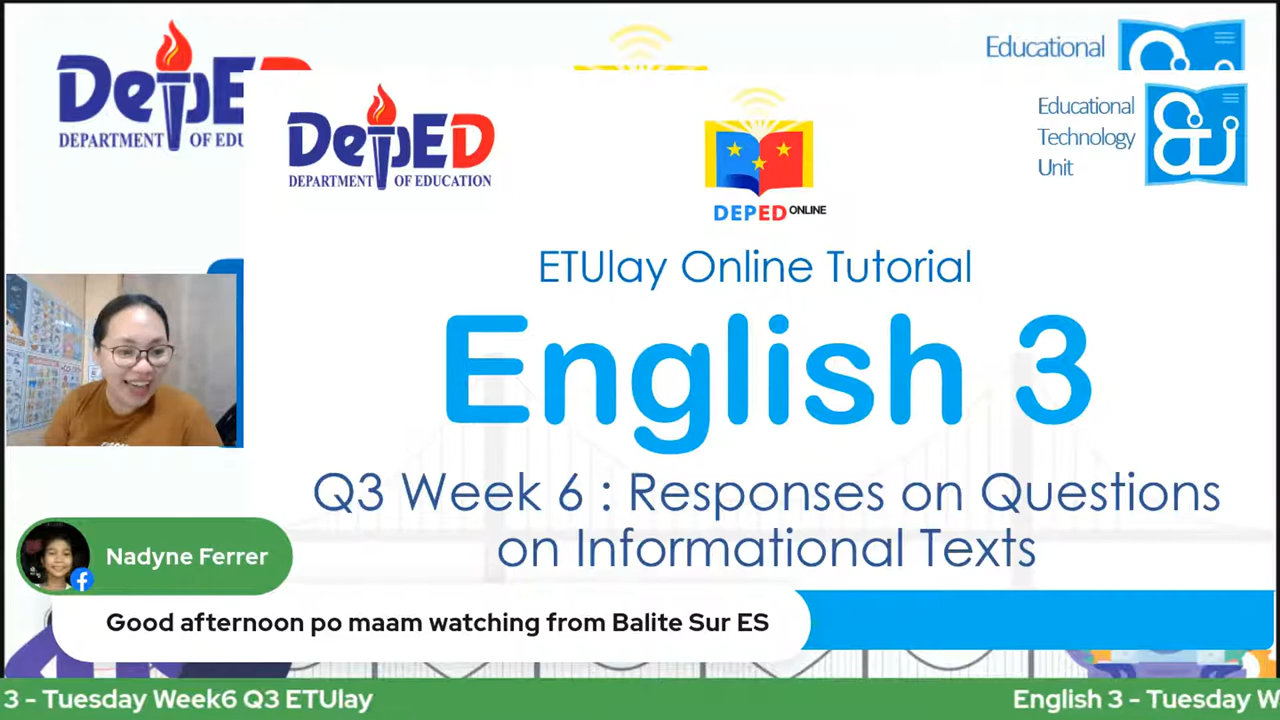 DepED
DEPARTMENT OF EDU
Educational
DepED
DEPARTMENT OF EDUCATION
DEPED ONLINE
Educational
Technology
Unit
ETUlay Online Tutorial
English 3
Q3 Week 6 : Responses on Questions
on Informational Texts
Nadyne Ferrer
Good afternoon po maam watching from Balite Sur ES
3 - Tuesday Week6 Q3 ETUlay
English 3 - Tuesday W